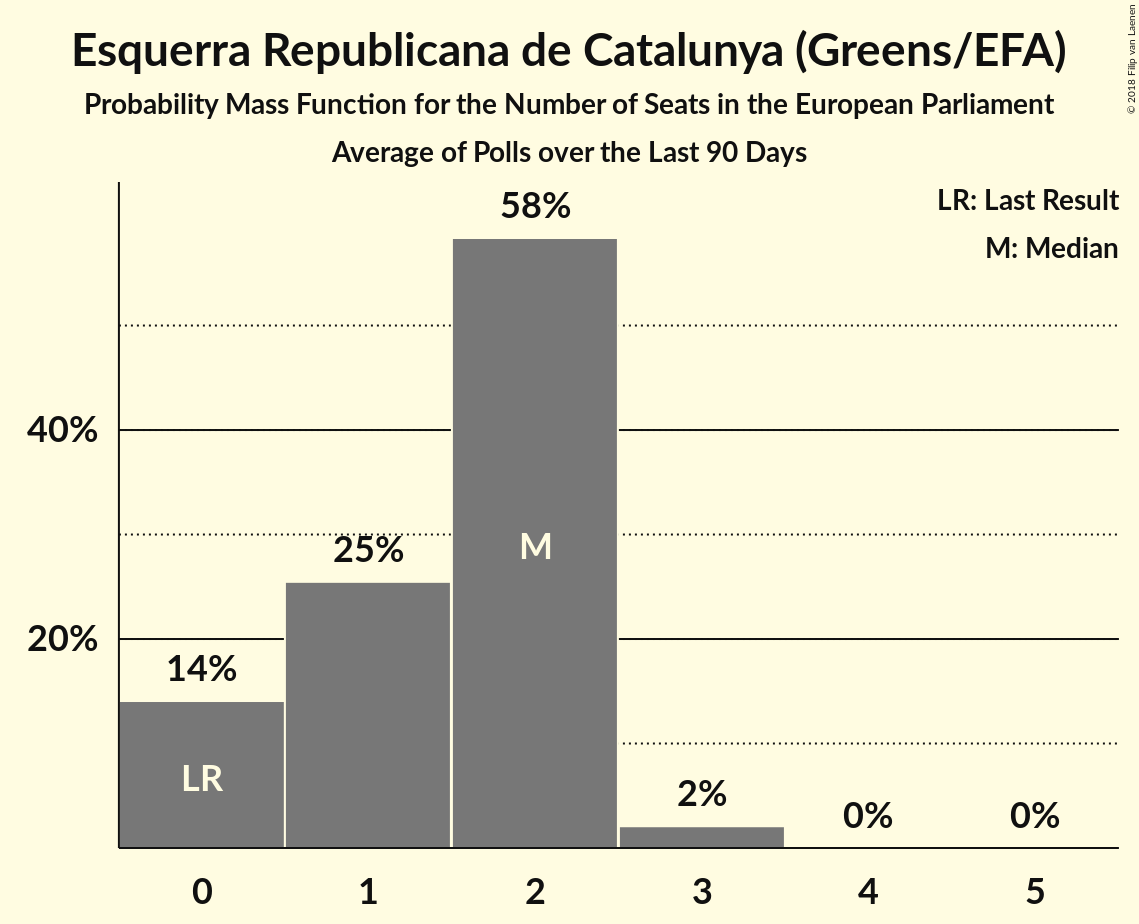 Esquerra Republicana de Catalunya (Greens/EFA)
Probability Mass Function for the Number of Seats in the European Parliament
Average of Polls over the Last 90 Days
© 2018 Filip van Laenen
LR: Last Result
M: Median
58%
40%
25%
M
20%
14%
LR
2%
0%
0%
0 1 2 3 4 5